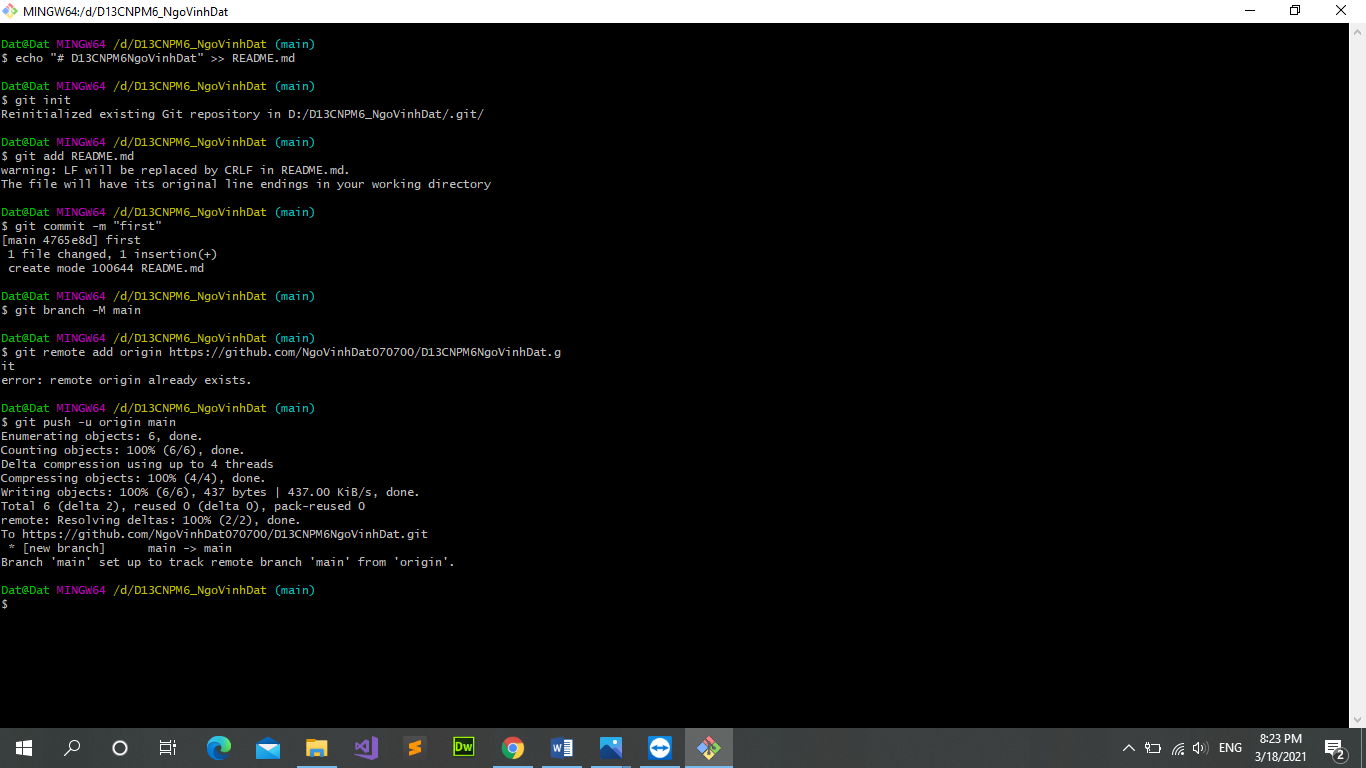 MINGW64:/d/D13CNPM6_NgoVinhDat
Dat@Dat MINGW64 /d/D13CNPM6_NgoVinhDat (main)
$ echo "# D13CNPM6NgoVinhDat" >> README.md
Dat@Dat MINGW64 /d/D13CNPM6_NgoVinhDat (main)
$ git init
Reinitialized existing Git repository in D:/D13CNPM6_NgoVinhDat/.git/
Dat@Dat MINGW64 /d/D13CNPM6_NgoVinhDat (main)
$ git add README.md
warning: LF will be replaced by CRLF in README.md.
The file will have its original line endings in your working directory
Dat@Dat MINGW64 /d/D13CNPM6_NgoVinhDat (main)
$ git commit -m "first"
[main 4765e8d] first
 1 file changed, 1 insertion(+)
 create mode 100644 README.md
Dat@Dat MINGW64 /d/D13CNPM6_NgoVinhDat (main)
$ git branch -M main
Dat@Dat MINGW64 /d/D13CNPM6_NgoVinhDat (main)
$ git remote add origin https://github.com/NgoVinhDat070700/D13CNPM6NgoVinhDat.g
it
error: remote origin already exists.
Dat@Dat MINGW64 /d/D13CNPM6_NgoVinhDat (main)
$ git push -u origin main
Enumerating objects: 6, done.
Counting objects: 100% (6/6), done.
Delta compression using up to 4 threads
Compressing objects: 100% (4/4), done.
Writing objects: 100% (6/6), 437 bytes | 437.00 KiB/s, done.
Total 6 (delta 2), reused 0 (delta 0), pack-reused 0
remote: Resolving deltas: 100% (2/2), done.
To https://github.com/NgoVinhDat070700/D13CNPM6NgoVinhDat.git
 * [new branch]      main -> main
Branch 'main' set up to track remote branch 'main' from 'origin'.
Dat@Dat MINGW64 /d/D13CNPM6_NgoVinhDat (main)
$
Dw
W
ENG
8:23 PM
3/18/2021
2